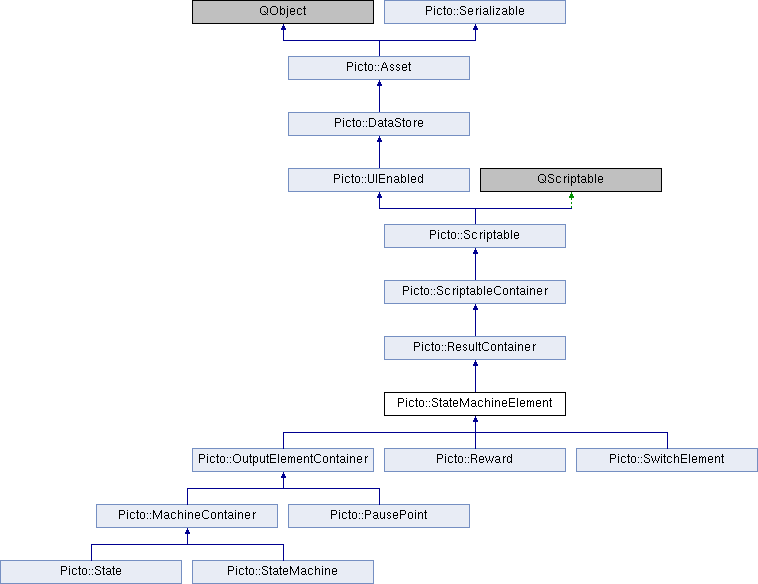 QObject
Picto::Serializable
Picto::Asset
Picto::DataStore
Picto::UIEnabled
QScriptable
Picto::Scriptable
Picto::ScriptableContainer
Picto::ResultContainer
Picto::StateMachineElement
Picto::OutputElementContainer
Picto::Reward
Picto::SwitchElement
Picto::MachineContainer
Picto::PausePoint
Picto::State
Picto::StateMachine